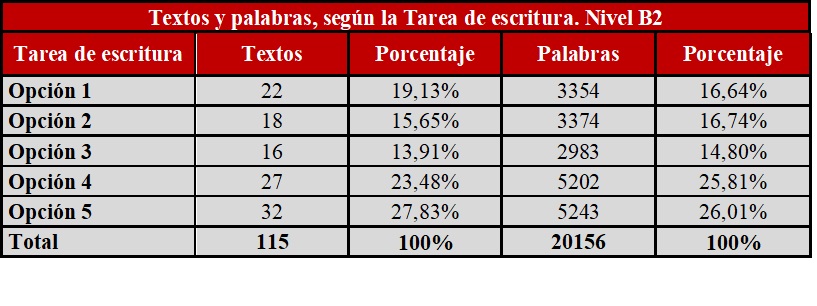 Textos y palabras, según la Tarea de escritura. Nivel B2
Tarea de escritura Textos Porcentaje Palabras Porcentaje
Opción 1 22 19,13% 3354 16,64%
Opción 2 18 15,65% 3374 16,74%
Opción 3 16 13,91% 2983 14,80%
Opción 4 27 23,48% 5202 25,81%
Opción 5 32 27,83% 5243 26,01%
Total 115 100% 20156 100%